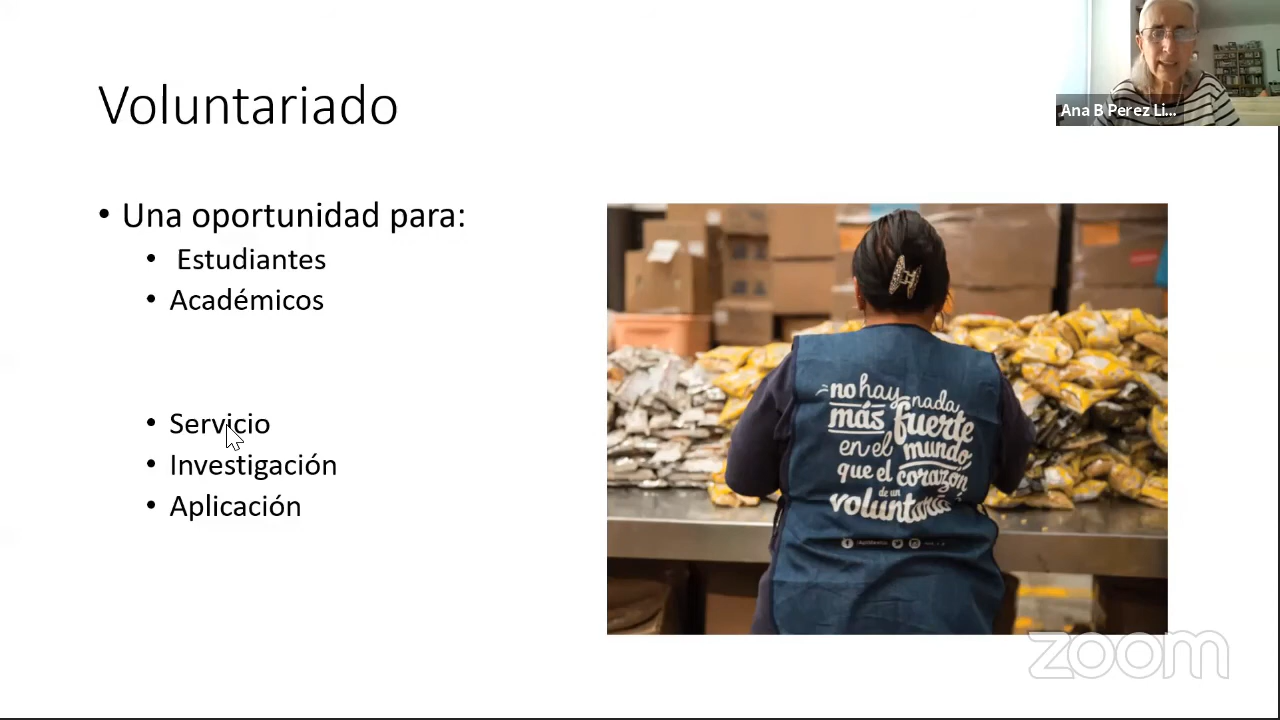 Voluntariado
Ana B Perez Li...
• Una oportunidad para:
• Estudiantes
• Académicos
• Servicio
• Investigación
• Aplicación
no hay nada
más fuerte
en el mundo
que el corazón
de un
voluntario
zoom